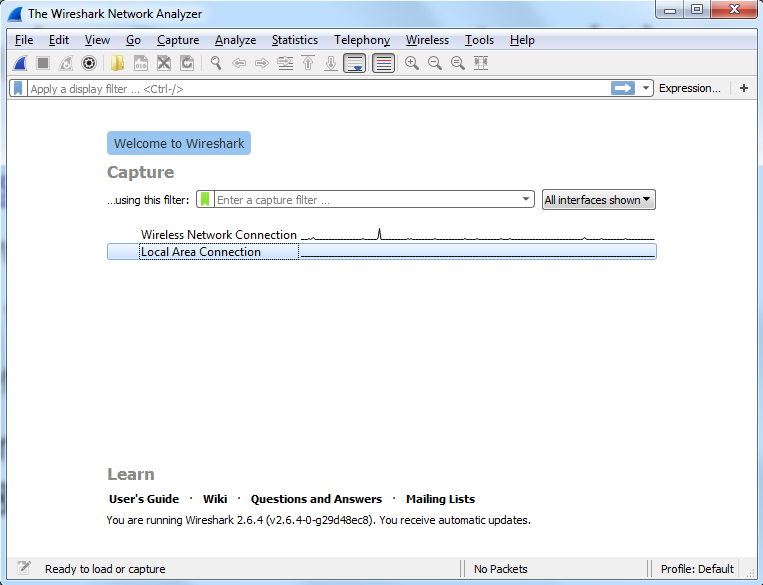 The Wireshark Network Analyzer
File Edit View Go Capture Analyze Statistics Telephony Wireless Tools Help
Apply a display filter ... <Ctrl-/> Expression... +
Welcome to Wireshark
Capture
...using this filter: Enter a capture filter ... All interfaces shown
Wireless Network Connection
Local Area Connection
Learn
User's Guide · Wiki · Questions and Answers · Mailing Lists
You are running Wireshark 2.6.4 (v2.6.4-0-g29d48ec8). You receive automatic updates.
Ready to load or capture No Packets Profile: Default